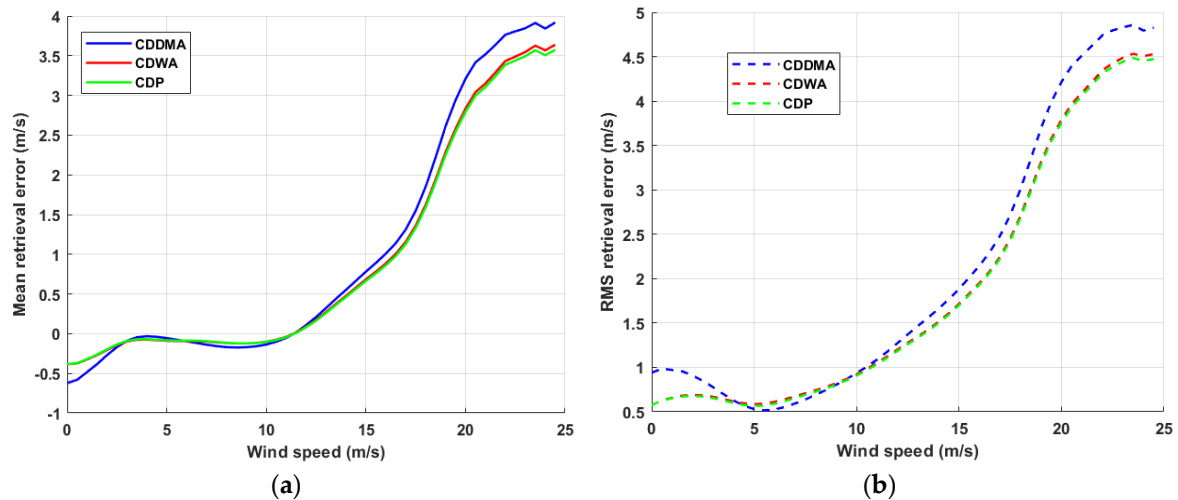 4
3.5
3
2.5
2
1.5
1
0.5
0
-0.5
-1
Mean retrieval error (m/s)
CDDMA
CDWA
CDP
0 5 10 15 20 25
Wind speed (m/s)
(a)
5
4.5
4
3.5
3
2.5
2
1.5
1
0.5
RMS retrieval error (m/s)
CDDMA
CDWA
CDP
0 5 10 15 20 25
Wind speed (m/s)
(b)